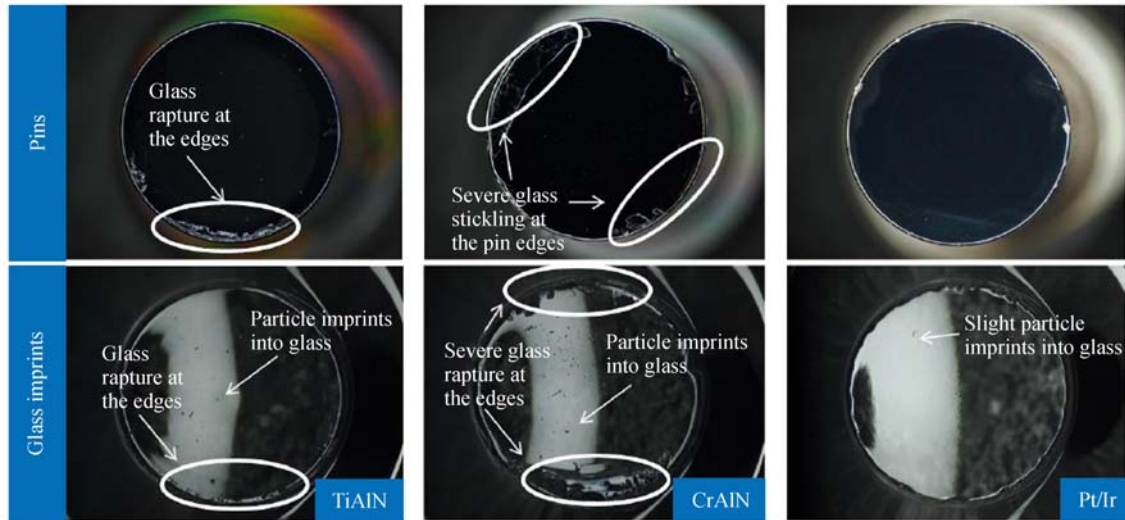 Pins
Glass
rapture at
the edges
Severe glass
stickling at
the pin edges
Glass imprints
Glass
rapture at
the edges
Particle imprints
into glass
TiAlN
Severe glass
rapture at
the edges
Particle imprints
into glass
CrAlN
Slight particle
imprints into glass
Pt/Ir